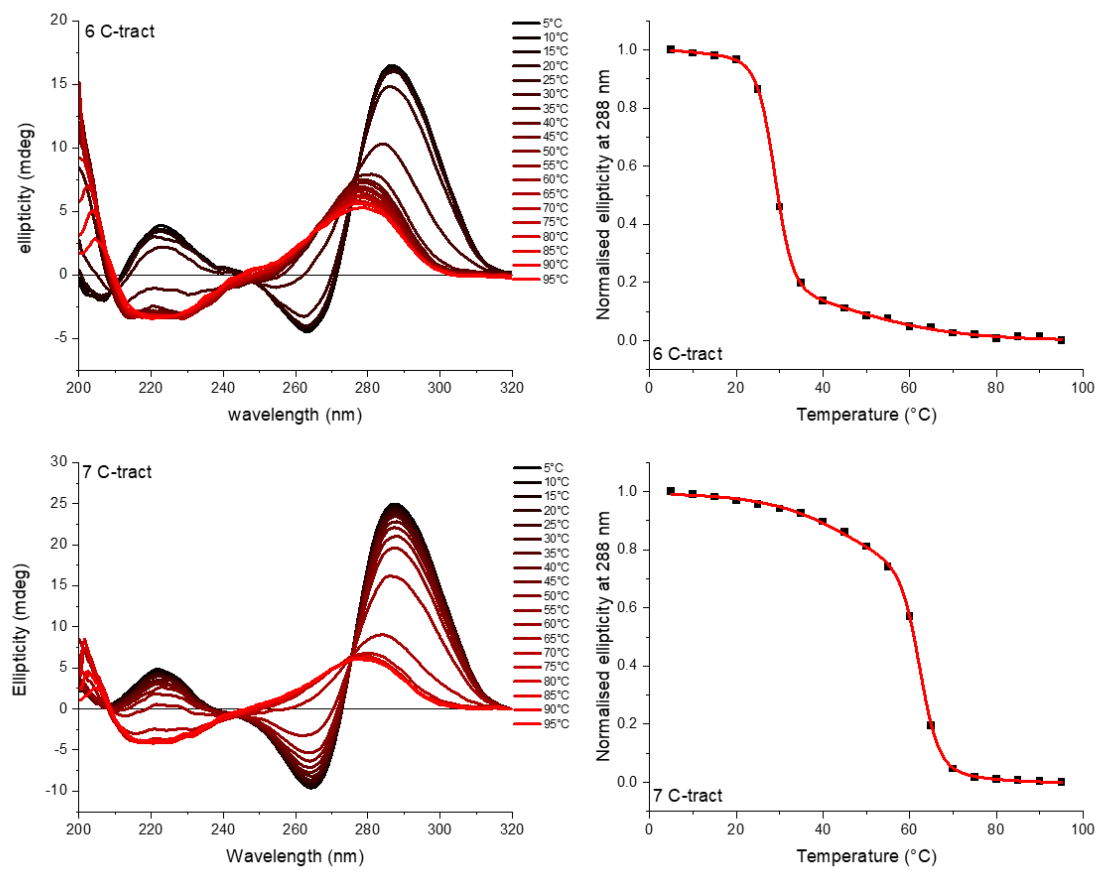 6 C-tract
ellipticity (mdeg)
20
15
10
5
0
-5
200
220
240
260
280
300
320
wavelength (nm)
5°C
10°C
15°C
20°C
25°C
30°C
35°C
40°C
45°C
50°C
55°C
60°C
65°C
70°C
75°C
80°C
85°C
90°C
95°C
Normalised ellipticity at 288 nm
1.0
0.8
0.6
0.4
0.2
0.0
6 C-tract
0
20
40
60
80
100
Temperature (°C)
7 C-tract
Ellipticity (mdeg)
30
25
20
15
10
5
0
-5
-10
200
220
240
260
280
300
320
Wavelength (nm)
5°C
10°C
15°C
20°C
25°C
30°C
35°C
40°C
45°C
50°C
55°C
60°C
65°C
70°C
75°C
80°C
85°C
90°C
95°C
Normalised ellipticity at 288 nm
1.0
0.8
0.6
0.4
0.2
0.0
7 C-tract
0
20
40
60
80
100
Temperature (°C)